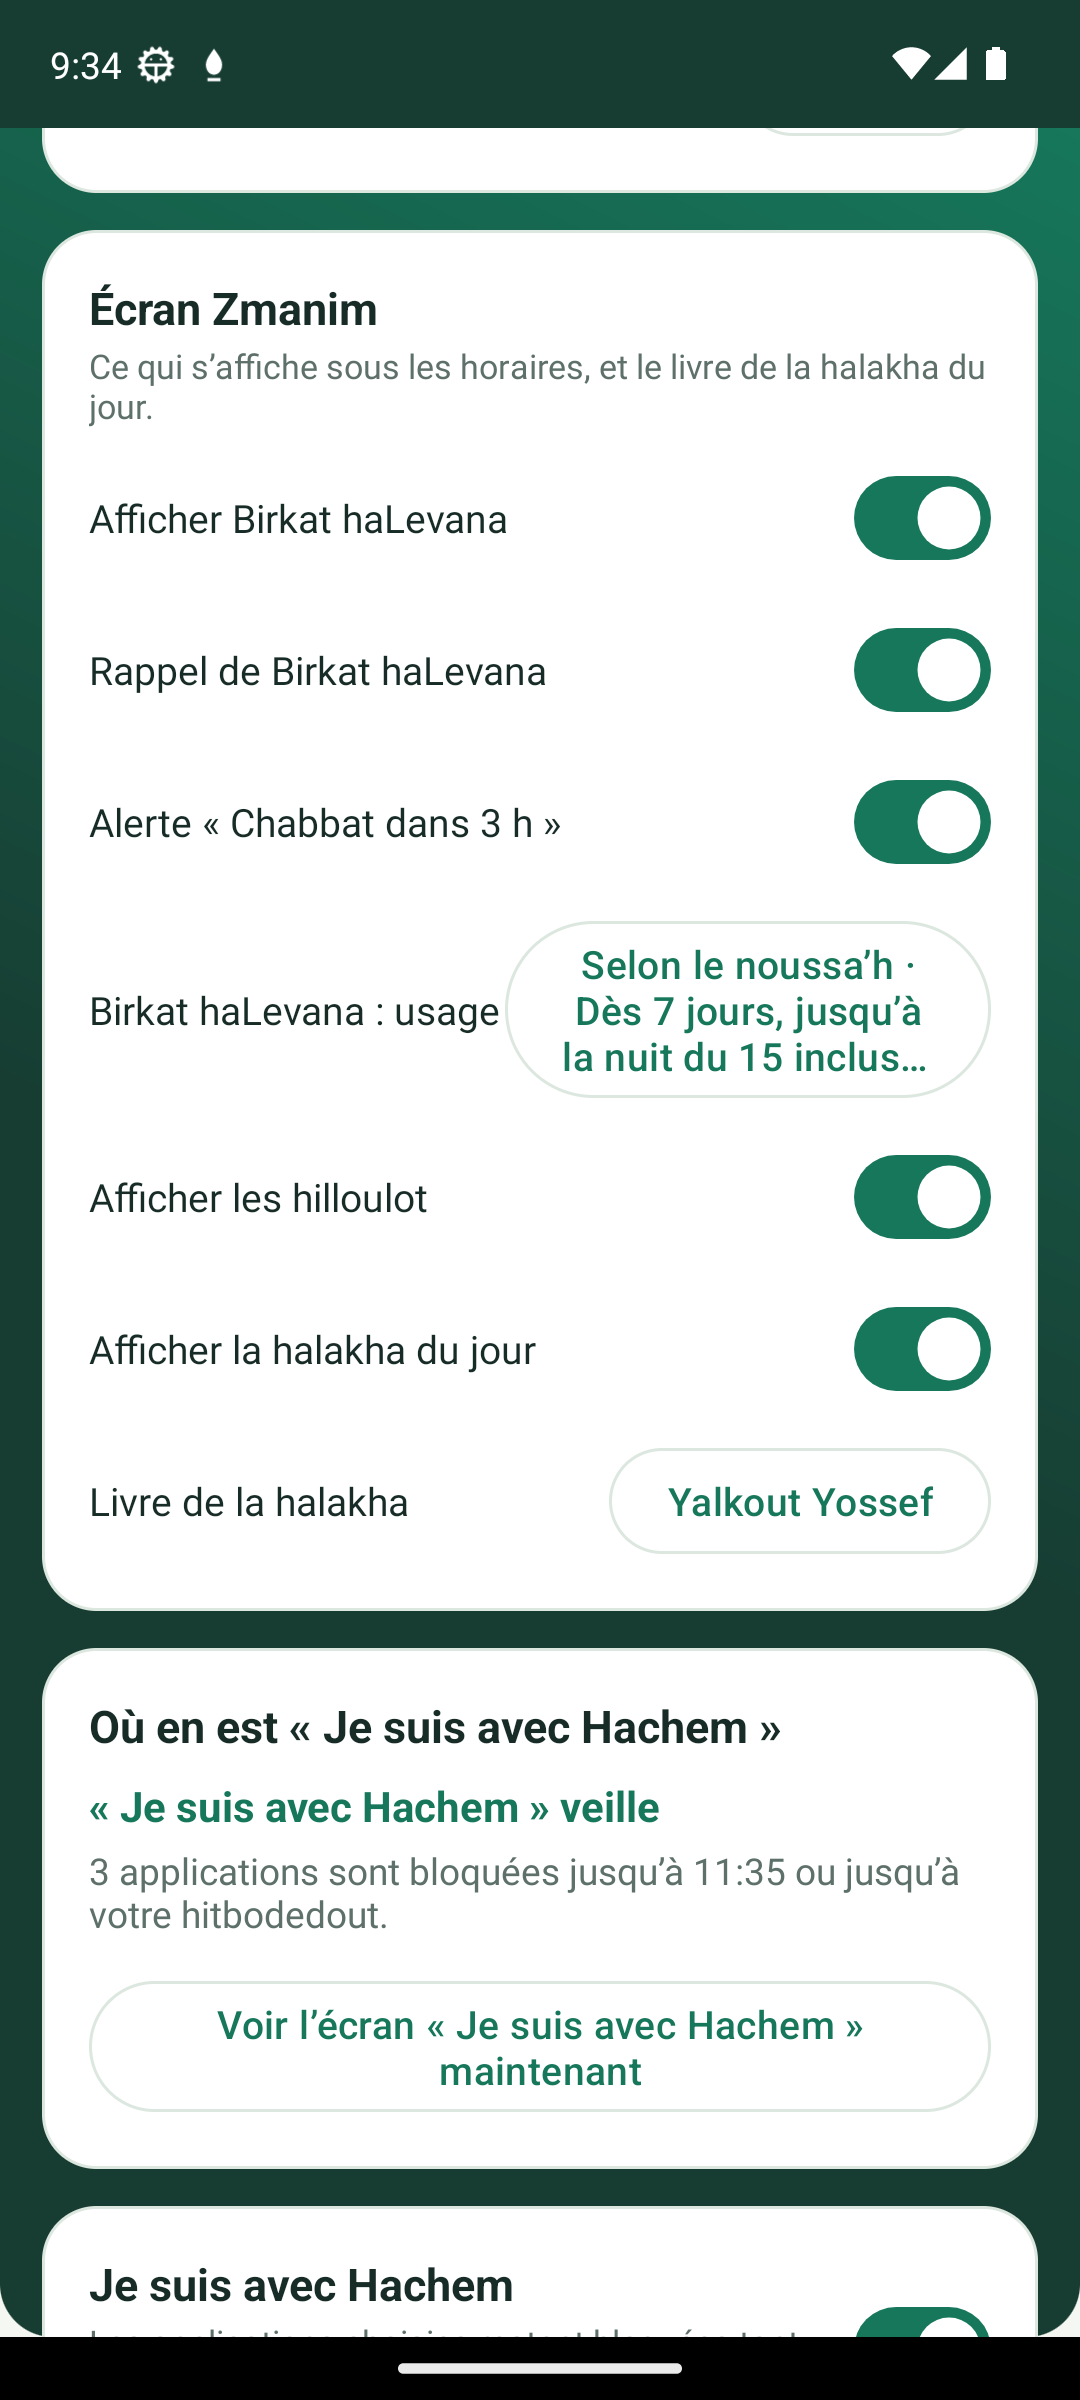 9:34
Écran Zmanim
Ce qui s’affiche sous les horaires, et le livre de la halakha du
jour.
Afficher Birkat haLevana
Rappel de Birkat haLevana
Alerte « Chabbat dans 3 h »
Birkat haLevana : usage
Selon le noussa’h ·
Dès 7 jours, jusqu’à
la nuit du 15 inclus…
Afficher les hilloulot
Afficher la halakha du jour
Livre de la halakha
Yalkout Yossef
Où en est « Je suis avec Hachem »
« Je suis avec Hachem » veille
3 applications sont bloquées jusqu’à 11:35 ou jusqu’à
votre hitbodedout.
Voir l’écran « Je suis avec Hachem »
maintenant
Je suis avec Hachem